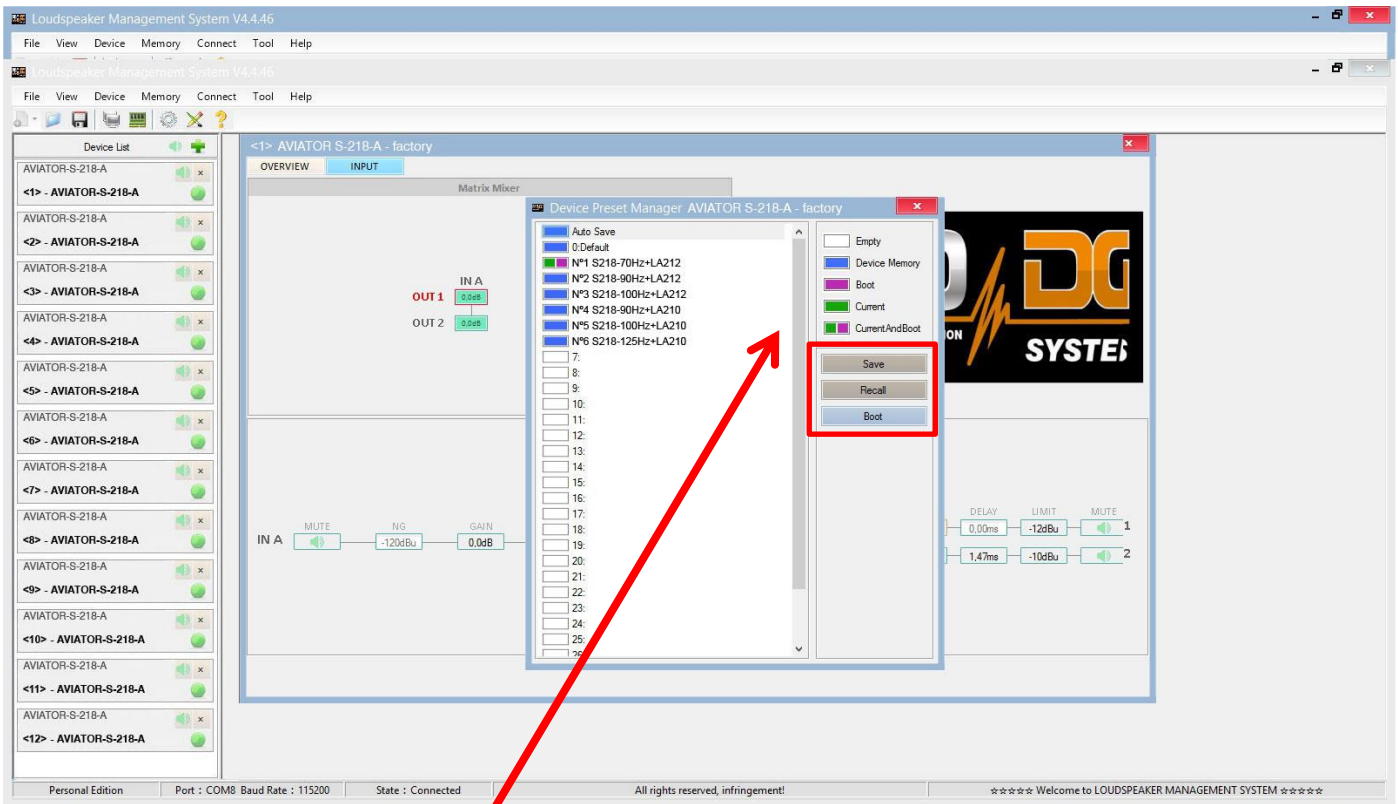 Loudspeaker Management System V4.4.46
File View Device Memory Connect Tool Help
Loudspeaker Management System V4.4.46
File View Device Memory Connect Tool Help
Device List
AVIATOR-S-218-A
<1> - AVIATOR-S-218-A
AVIATOR-S-218-A
<2> - AVIATOR-S-218-A
AVIATOR-S-218-A
<3> - AVIATOR-S-218-A
AVIATOR-S-218-A
<4> - AVIATOR-S-218-A
AVIATOR-S-218-A
<5> - AVIATOR-S-218-A
AVIATOR-S-218-A
<6> - AVIATOR-S-218-A
AVIATOR-S-218-A
<7> - AVIATOR-S-218-A
AVIATOR-S-218-A
<8> - AVIATOR-S-218-A
AVIATOR-S-218-A
<9> - AVIATOR-S-218-A
AVIATOR-S-218-A
<10> - AVIATOR-S-218-A
AVIATOR-S-218-A
<11> - AVIATOR-S-218-A
AVIATOR-S-218-A
<12> - AVIATOR-S-218-A
<1> AVIATOR S-218-A - factory
OVERVIEW INPUT
Matrix Mixer
IN A
OUT 1 0,0dB
OUT 2 0,0dB
IN A MUTE NG -120dBu GAIN 0,0dB
Device Preset Manager AVIATOR S-218-A - factory
Auto Save
0:Default
Nº1 S218-70Hz+LA212
Nº2 S218-90Hz+LA212
Nº3 S218-100Hz+LA212
Nº4 S218-90Hz+LA210
Nº5 S218-100Hz+LA210
Nº6 S218-125Hz+LA210
7:
8:
9:
10:
11:
12:
13:
14:
15:
16:
17:
18:
19:
20:
21:
22:
23:
24:
25:
26:
Empty
Device Memory
Boot
Current
CurrentAndBoot
Save
Recall
Boot
DG
ION
SYSTE
DELAY LIMIT MUTE
0,00ms -12dBu 1
1,47ms -10dBu 2
Personal Edition Port : COM8 Baud Rate : 115200 State : Connected All rights reserved, infringement! ☆☆☆☆☆ Welcome to LOUDSPEAKER MANAGEMENT SYSTEM ☆☆☆☆☆